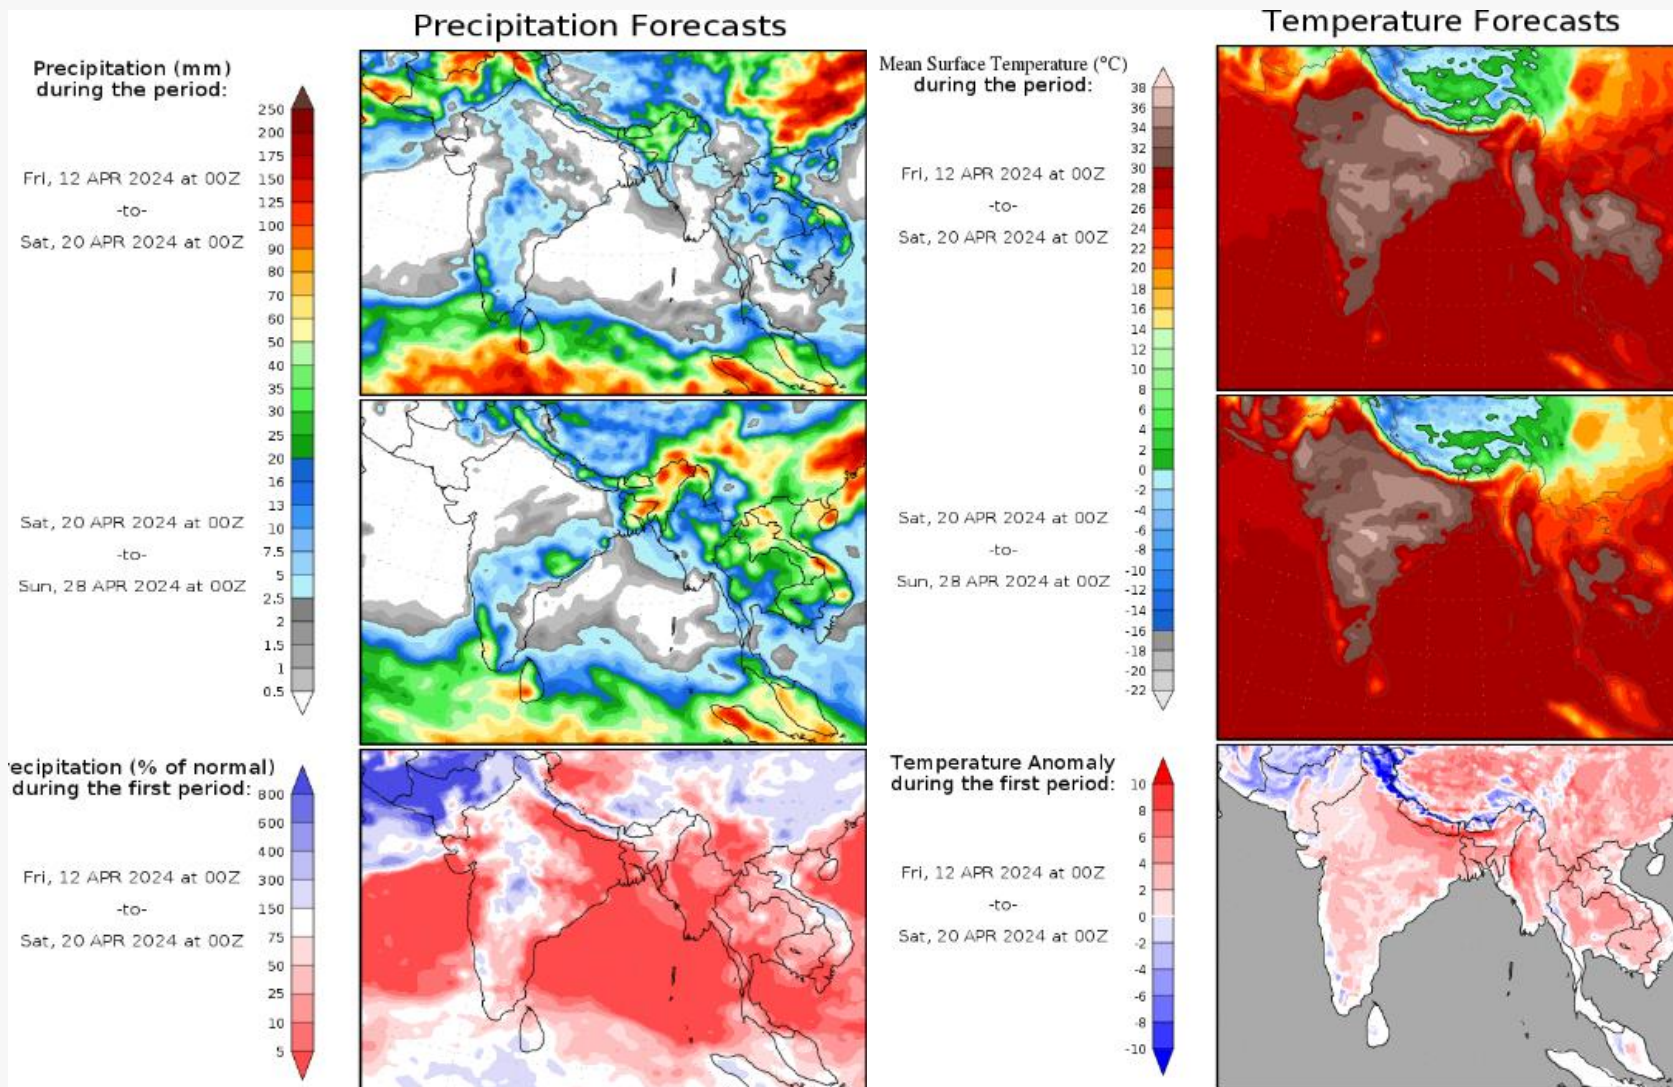 Precipitation Forecasts
Precipitation (mm)
during the period:
250
200
175
150
125
100
90
80
70
60
50
40
35
30
25
20
16
13
10
7.5
5
2.5
2
1.5
1
0.5
Fri, 12 APR 2024 at 00Z
-to-
Sat, 20 APR 2024 at 00Z
Sat, 20 APR 2024 at 00Z
-to-
Sun, 28 APR 2024 at 00Z
ecipitation (% of normal)
during the first period:
800
600
400
300
150
75
50
25
10
5
Fri, 12 APR 2024 at 00Z
-to-
Sat, 20 APR 2024 at 00Z
Temperature Forecasts
Mean Surface Temperature (°C)
during the period:
38
36
34
32
30
28
26
24
22
20
18
16
14
12
10
8
6
4
2
0
-2
-4
-6
-8
-10
-12
-14
-16
-18
-20
-22
Fri, 12 APR 2024 at 00Z
-to-
Sat, 20 APR 2024 at 00Z
Sat, 20 APR 2024 at 00Z
-to-
Sun, 28 APR 2024 at 00Z
Temperature Anomaly
during the first period:
10
8
6
4
2
0
-2
-4
-6
-8
-10
Fri, 12 APR 2024 at 00Z
-to-
Sat, 20 APR 2024 at 00Z